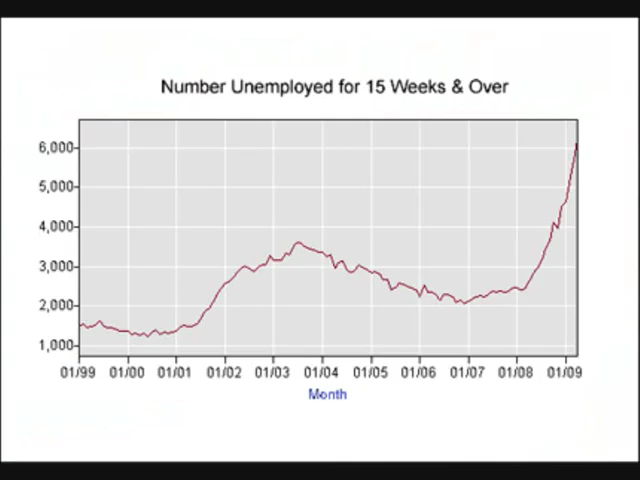 Number Unemployed for 15 Weeks & Over
6,000
5,000
4,000
3,000
2,000
1,000
01/99 01/00 01/01 01/02 01/03 01/04 01/05 01/06 01/07 01/08 01/09
Month